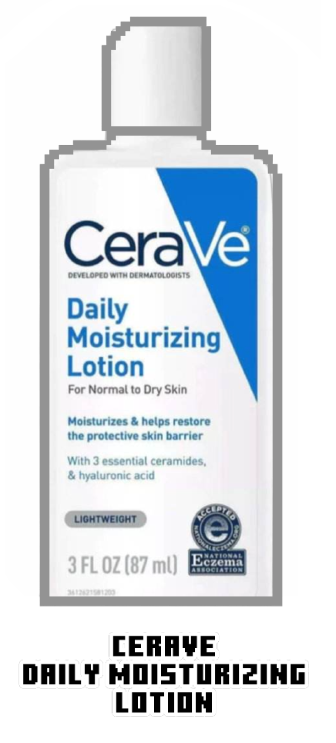 CeraVe®
DEVELOPED WITH DERMATOLOGISTS
Daily
Moisturizing
Lotion
For Normal to Dry Skin
Moisturizes & helps restore
the protective skin barrier
With 3 essential ceramides,
& hyaluronic acid
LIGHTWEIGHT
3 FL OZ (87 ml)
ACCEPTED
NATIONAL
Eczema
ASSOCIATION
CERAVE
DAILY MOISTURIZING
LOTION